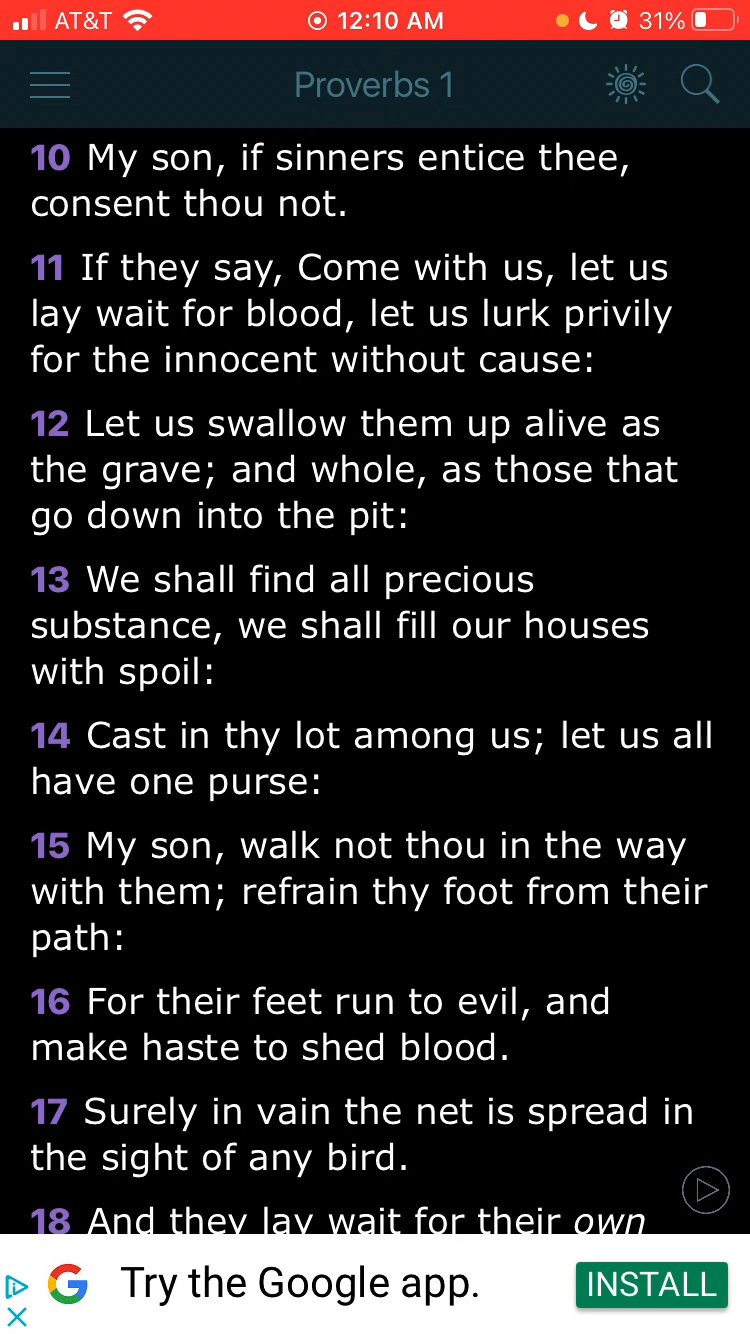 AT&T 12:10 AM 31%
Proverbs 1
10 My son, if sinners entice thee,
consent thou not.
11 If they say, Come with us, let us
lay wait for blood, let us lurk privily
for the innocent without cause:
12 Let us swallow them up alive as
the grave; and whole, as those that
go down into the pit:
13 We shall find all precious
substance, we shall fill our houses
with spoil:
14 Cast in thy lot among us; let us all
have one purse:
15 My son, walk not thou in the way
with them; refrain thy foot from their
path:
16 For their feet run to evil, and
make haste to shed blood.
17 Surely in vain the net is spread in
the sight of any bird.
18 And they lay wait for their own
Try the Google app.
INSTALL